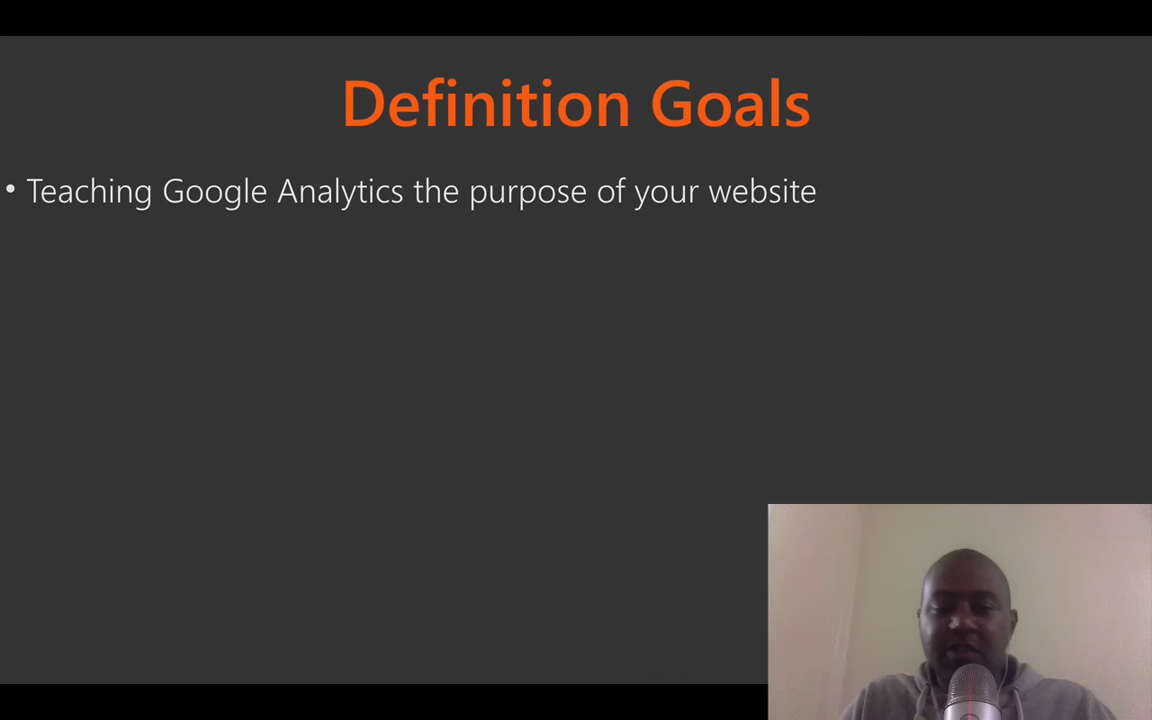 Definition Goals
• Teaching Google Analytics the purpose of your website